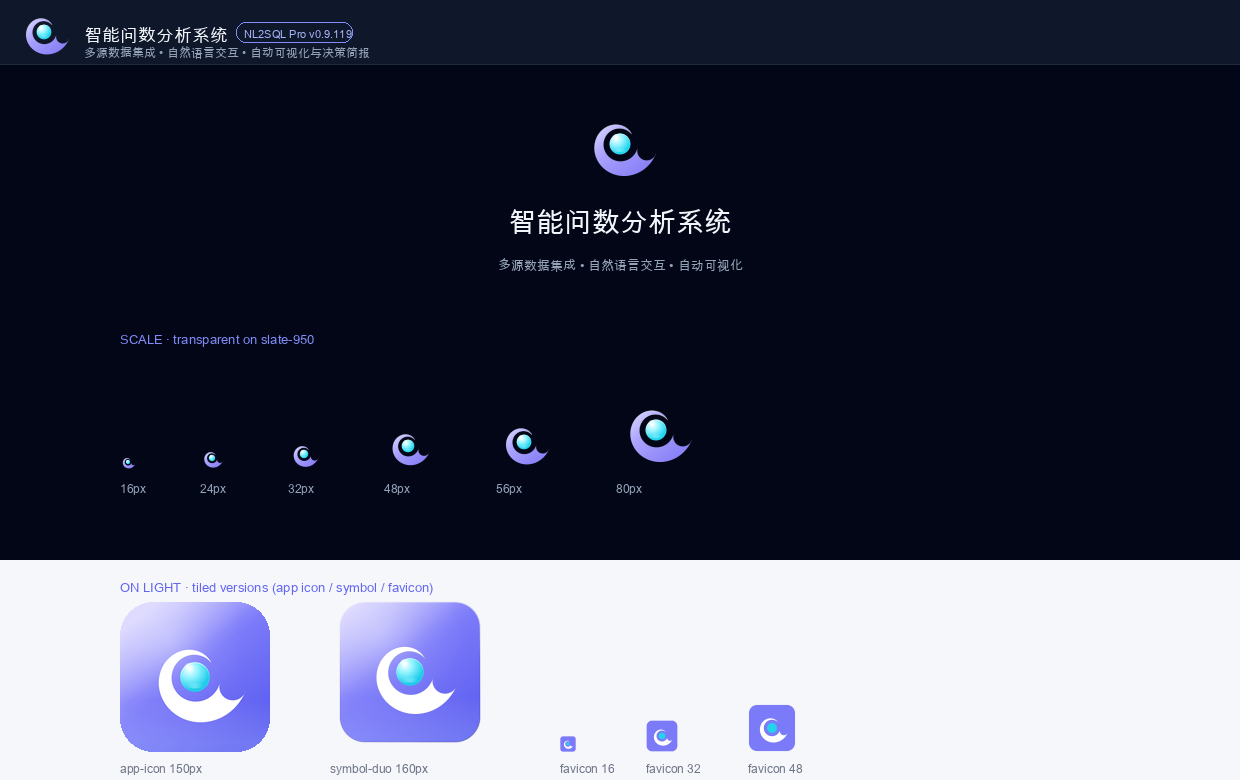 智能问数分析系统 NL2SQL Pro v0.9.119
多源数据集成 • 自然语言交互 • 自动可视化与决策简报
智能问数分析系统
多源数据集成 • 自然语言交互 • 自动可视化
SCALE · transparent on slate-950
16px 24px 32px 48px 56px 80px
ON LIGHT · tiled versions (app icon / symbol / favicon)
app-icon 150px symbol-duo 160px favicon 16 favicon 32 favicon 48